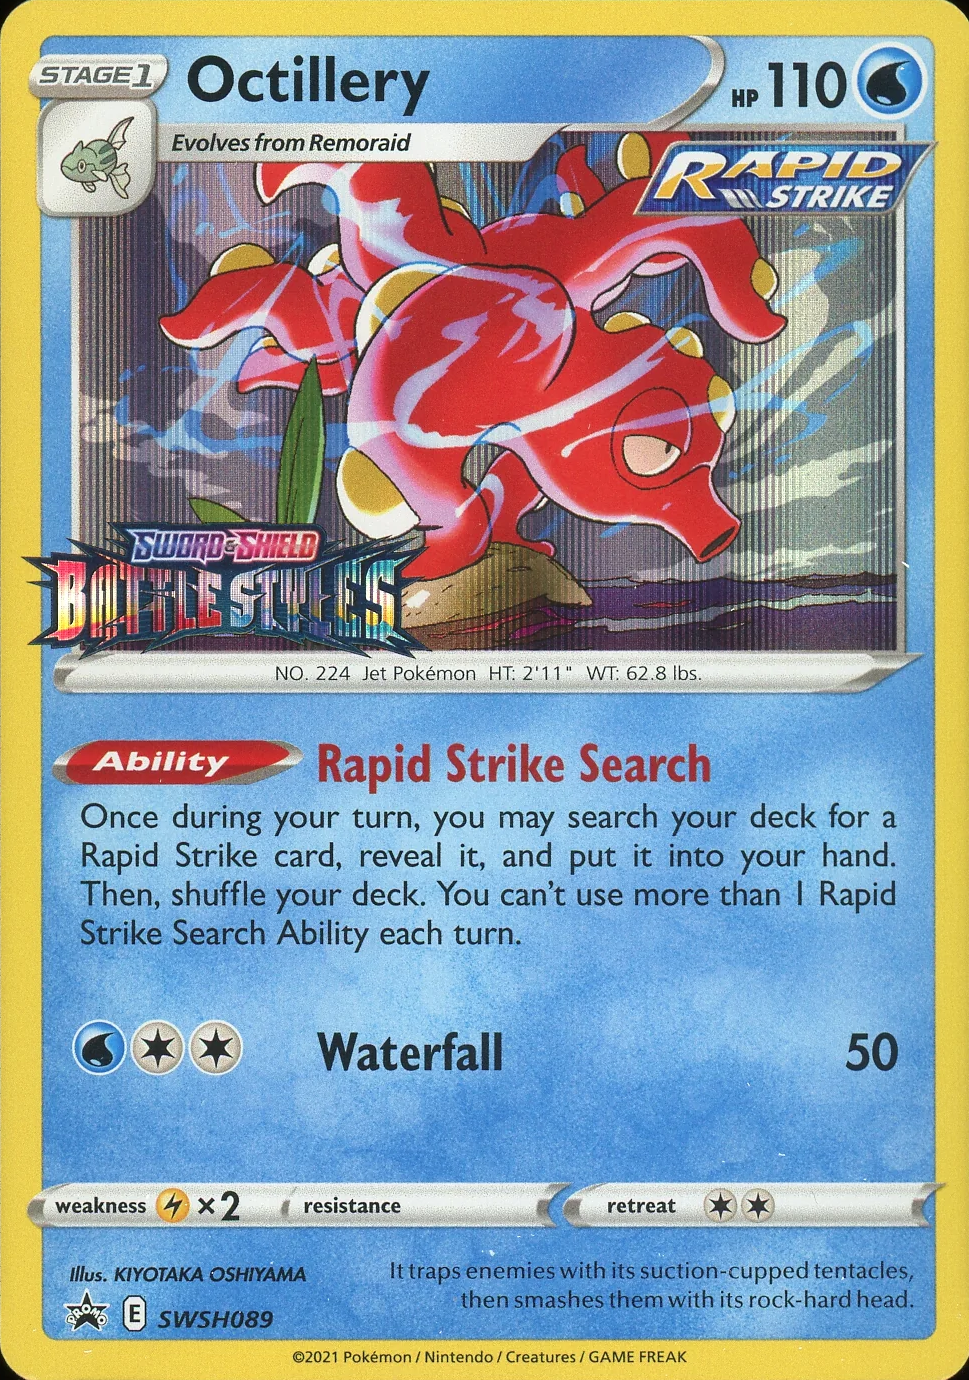 STAGE 1
Octillery
HP 110
Evolves from Remoraid
RAPID
STRIKE
SWORD & SHIELD
BATTLE STYLES
NO. 224 Jet Pokémon HT: 2'11" WT: 62.8 lbs.
Ability Rapid Strike Search
Once during your turn, you may search your deck for a
Rapid Strike card, reveal it, and put it into your hand.
Then, shuffle your deck. You can't use more than 1 Rapid
Strike Search Ability each turn.
Waterfall 50
weakness ×2 resistance retreat
Illus. KIYOTAKA OSHIYAMA
It traps enemies with its suction-cupped tentacles,
then smashes them with its rock-hard head.
PROMO E SWSH089
©2021 Pokémon / Nintendo / Creatures / GAME FREAK